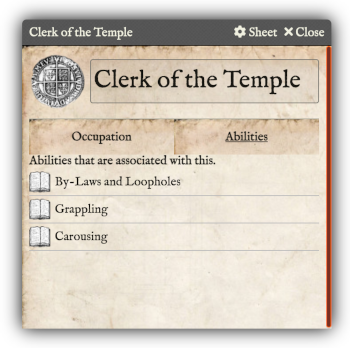 Clerk of the Temple Sheet Close
Clerk of the Temple
Occupation Abilities
Abilities that are associated with this.
By-Laws and Loopholes
Grappling
Carousing